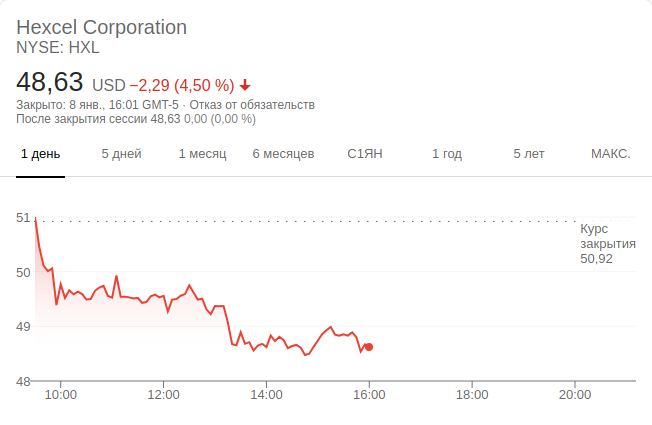 Hexcel Corporation
NYSE: HXL
48,63 USD −2,29 (4,50 %)
Закрыто: 8 янв., 16:01 GMT-5 · Отказ от обязательств
После закрытия сессии 48,63 0,00 (0,00 %)
1 день 5 дней 1 месяц 6 месяцев С1ЯН 1 год 5 лет МАКС.
51
Курс
закрытия
50,92
50
49
48
10:00 12:00 14:00 16:00 18:00 20:00